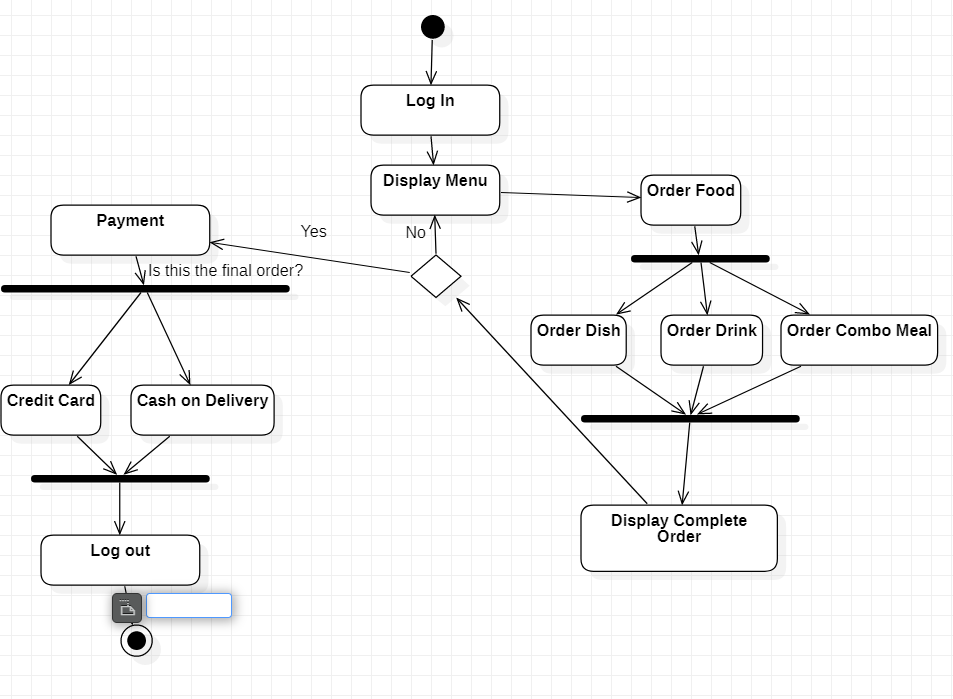 Log In
Display Menu
Order Food
Payment
Yes
No
Is this the final order?
Order Dish
Order Drink
Order Combo Meal
Credit Card
Cash on Delivery
Display Complete
Order
Log out